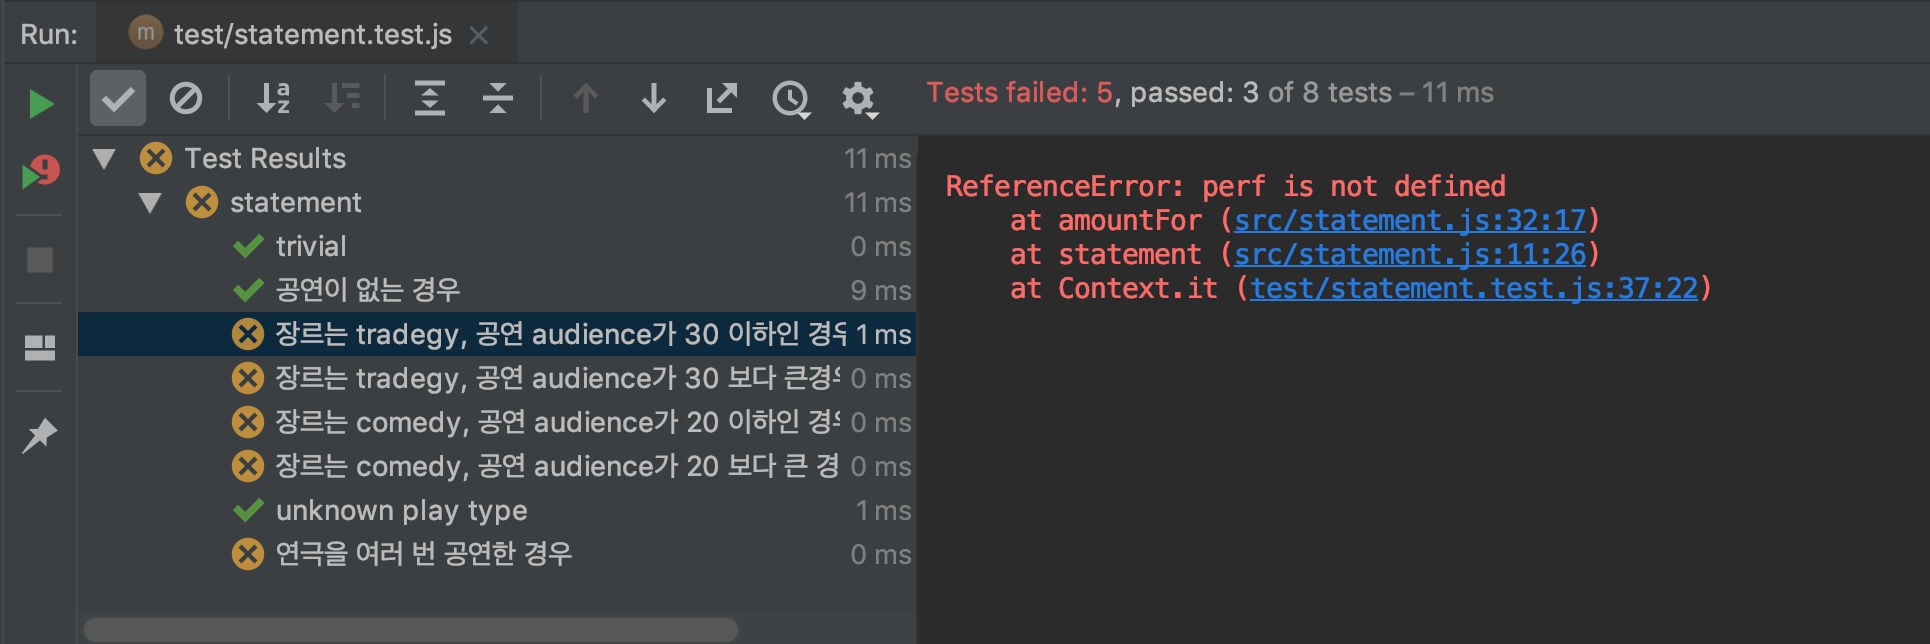 Run: m test/statement.test.js
Tests failed: 5, passed: 3 of 8 tests – 11 ms
Test Results 11 ms
statement 11 ms
trivial 0 ms
공연이 없는 경우 9 ms
장르는 tradegy, 공연 audience가 30 이하인 경우 1 ms
장르는 tradegy, 공연 audience가 30 보다 큰경우 0 ms
장르는 comedy, 공연 audience가 20 이하인 경우 0 ms
장르는 comedy, 공연 audience가 20 보다 큰 경 0 ms
unknown play type 1 ms
연극을 여러 번 공연한 경우 0 ms
ReferenceError: perf is not defined
at amountFor (src/statement.js:32:17)
at statement (src/statement.js:11:26)
at Context.it (test/statement.test.js:37:22)